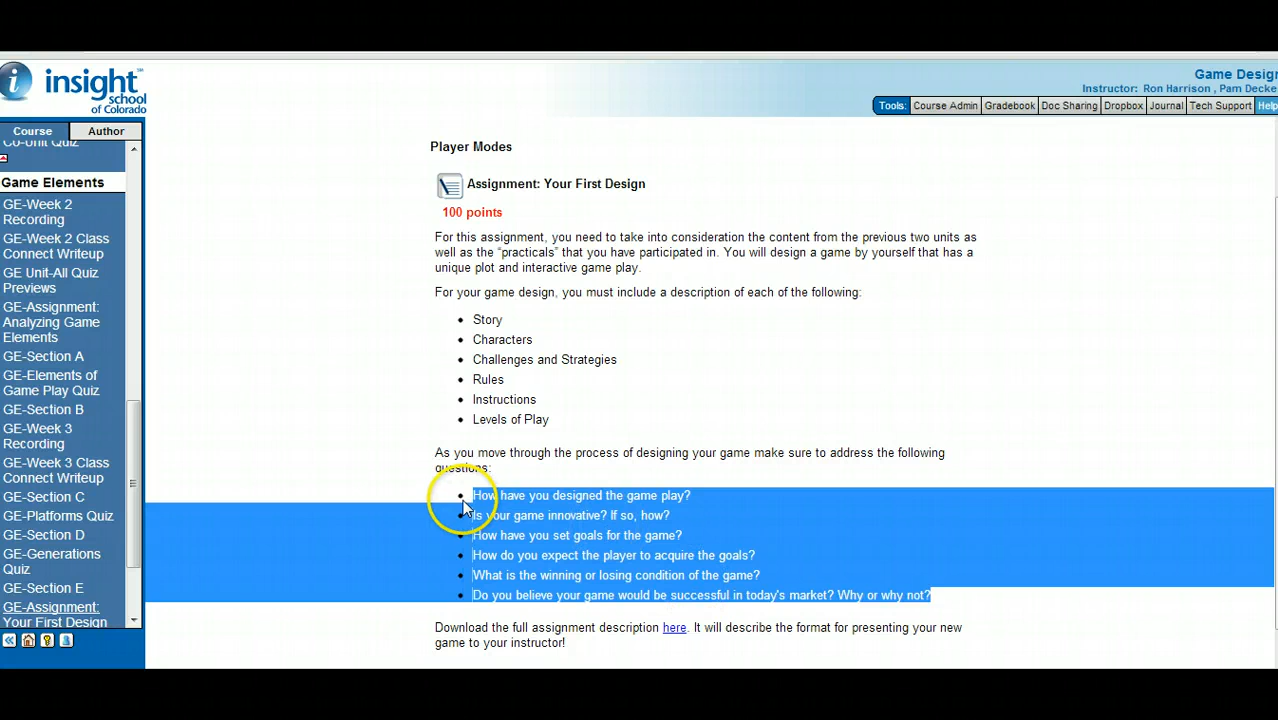 insight
school
of Colorado
Game Design
Instructor: Ron Harrison , Pam Decke
Tools: Course Admin Gradebook Doc Sharing Dropbox Journal Tech Support Help
Course Author
Co-Unit Quiz
Game Elements
GE-Week 2
Recording
GE-Week 2 Class
Connect Writeup
GE Unit-All Quiz
Previews
GE-Assignment:
Analyzing Game
Elements
GE-Section A
GE-Elements of
Game Play Quiz
GE-Section B
GE-Week 3
Recording
GE-Week 3 Class
Connect Writeup
GE-Section C
GE-Platforms Quiz
GE-Section D
GE-Generations
Quiz
GE-Section E
GE-Assignment:
Your First Design
Player Modes
Assignment: Your First Design
100 points
For this assignment, you need to take into consideration the content from the previous two units as
well as the “practicals” that you have participated in. You will design a game by yourself that has a
unique plot and interactive game play.
For your game design, you must include a description of each of the following:
• Story
• Characters
• Challenges and Strategies
• Rules
• Instructions
• Levels of Play
As you move through the process of designing your game make sure to address the following
questions:
• How have you designed the game play?
• Is your game innovative? If so, how?
• How have you set goals for the game?
• How do you expect the player to acquire the goals?
• What is the winning or losing condition of the game?
• Do you believe your game would be successful in today's market? Why or why not?
Download the full assignment description here. It will describe the format for presenting your new
game to your instructor!